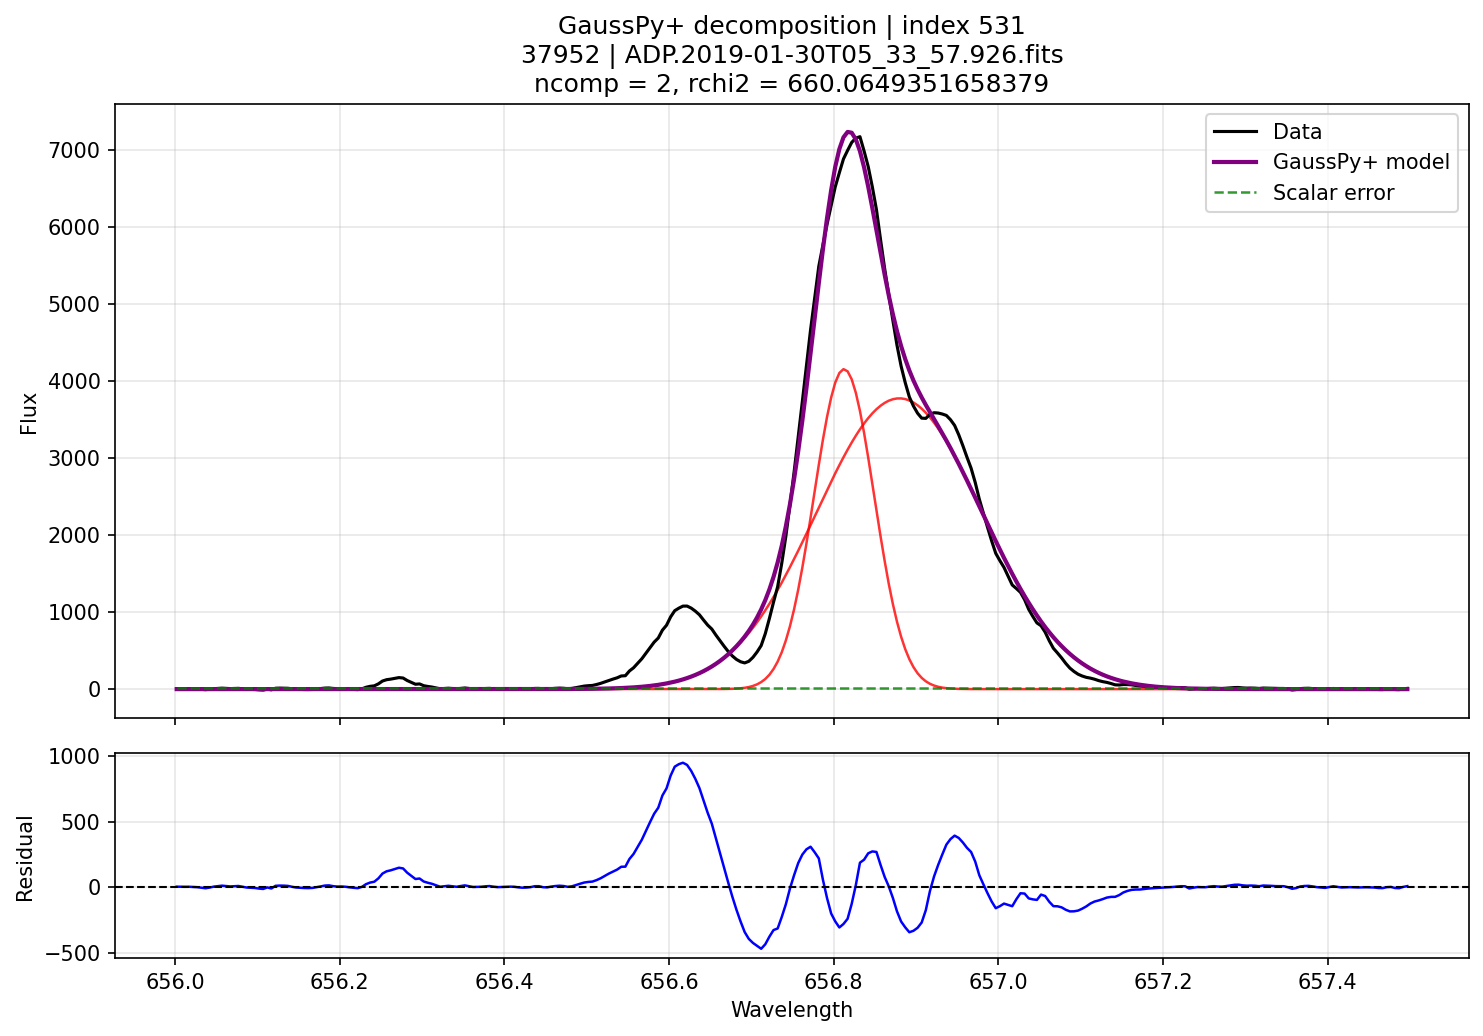 GaussPy+ decomposition | index 531
37952 | ADP.2019-01-30T05_33_57.926.fits
ncomp = 2, rchi2 = 660.0649351658379
Data
GaussPy+ model
Scalar error
7000
6000
5000
4000
3000
2000
1000
0
Flux
1000
500
0
−500
Residual
656.0 656.2 656.4 656.6 656.8 657.0 657.2 657.4
Wavelength